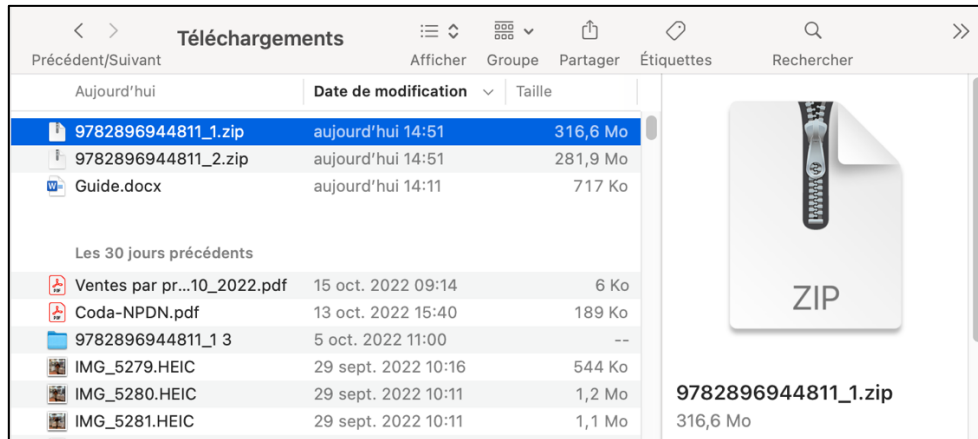 Téléchargements
Précédent/Suivant Afficher Groupe Partager Étiquettes Rechercher
Aujourd'hui Date de modification Taille
9782896944811_1.zip aujourd'hui 14:51 316,6 Mo
9782896944811_2.zip aujourd'hui 14:51 281,9 Mo
Guide.docx aujourd'hui 14:11 717 Ko
Les 30 jours précédents
Ventes par pr...10_2022.pdf 15 oct. 2022 09:14 6 Ko
Coda-NPDN.pdf 13 oct. 2022 15:40 189 Ko
9782896944811_1 3 5 oct. 2022 11:00 --
IMG_5279.HEIC 29 sept. 2022 10:16 544 Ko
IMG_5280.HEIC 29 sept. 2022 10:11 1,2 Mo
IMG_5281.HEIC 29 sept. 2022 10:11 1,1 Mo
ZIP
9782896944811_1.zip
316,6 Mo